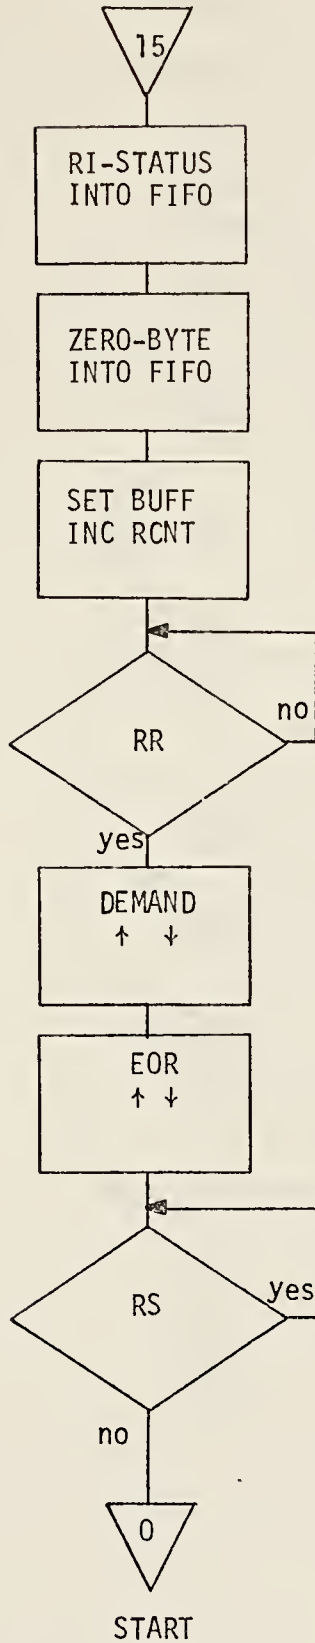 15
RI-STATUS
INTO FIFO
ZERO-BYTE
INTO FIFO
SET BUFF
INC RCNT
RR
no
yes
DEMAND
↑ ↓
EOR
↑ ↓
RS
yes
no
0
START